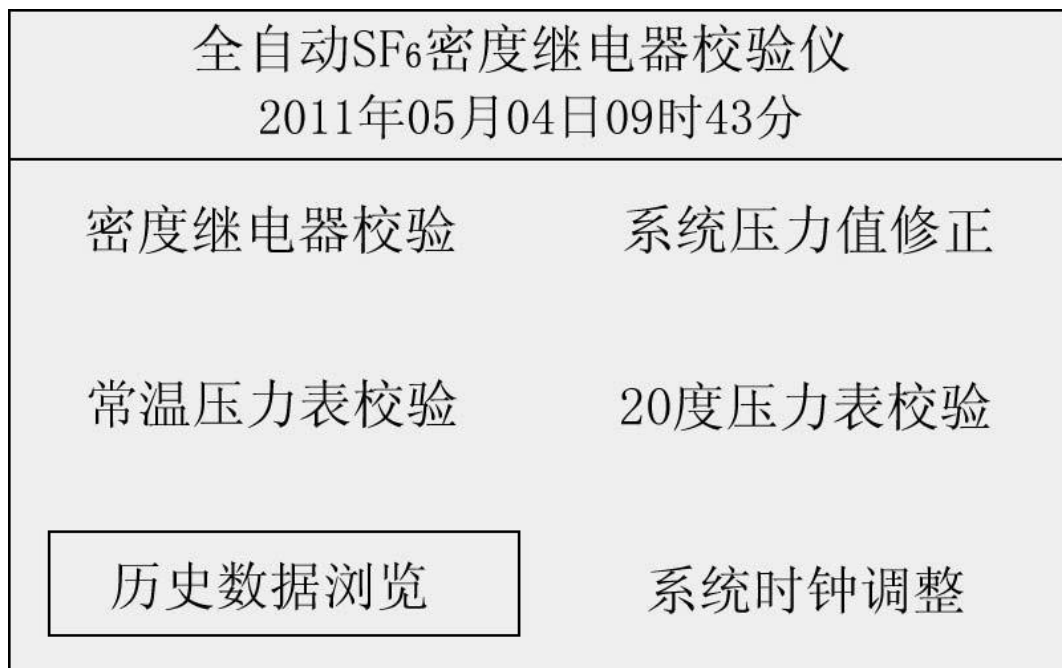 全自动SF6密度继电器校验仪
2011年05月04日09时43分
密度继电器校验 系统压力值修正
常温压力表校验 20度压力表校验
历史数据浏览 系统时钟调整